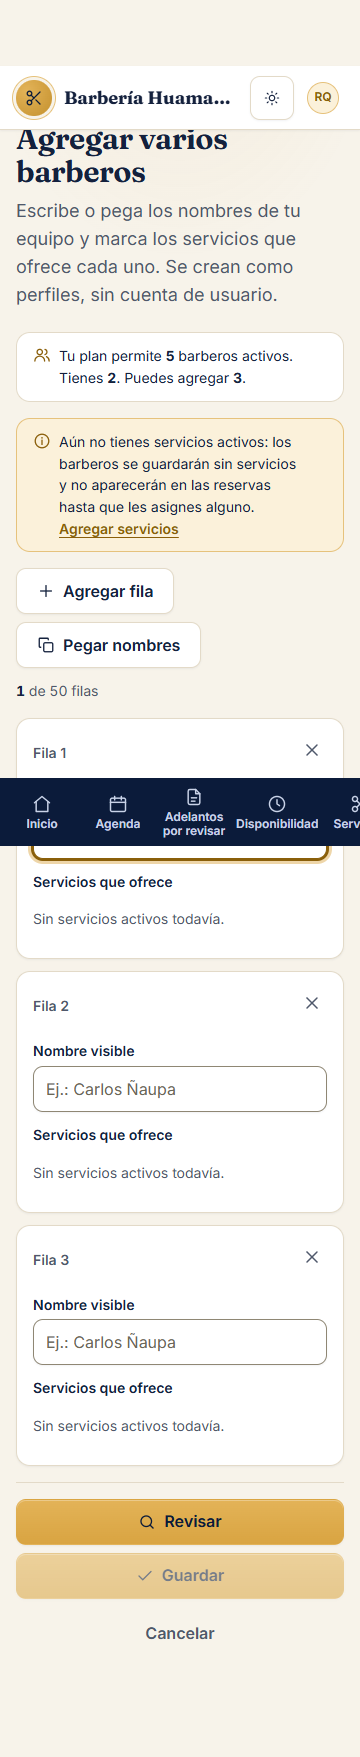 Barbería Huama...
RQ
Agregar varios
barberos
Escribe o pega los nombres de tu
equipo y marca los servicios que
ofrece cada uno. Se crean como
perfiles, sin cuenta de usuario.
Tu plan permite 5 barberos activos.
Tienes 2. Puedes agregar 3.
Aún no tienes servicios activos: los
barberos se guardarán sin servicios
y no aparecerán en las reservas
hasta que les asignes alguno.
Agregar servicios
Agregar fila
Pegar nombres
1 de 50 filas
Fila 1
Inicio
Agenda
Adelantos
por revisar
Disponibilidad
Serv
Servicios que ofrece
Sin servicios activos todavía.
Fila 2
Nombre visible
Ej.: Carlos Ñaupa
Servicios que ofrece
Sin servicios activos todavía.
Fila 3
Nombre visible
Ej.: Carlos Ñaupa
Servicios que ofrece
Sin servicios activos todavía.
Revisar
Guardar
Cancelar